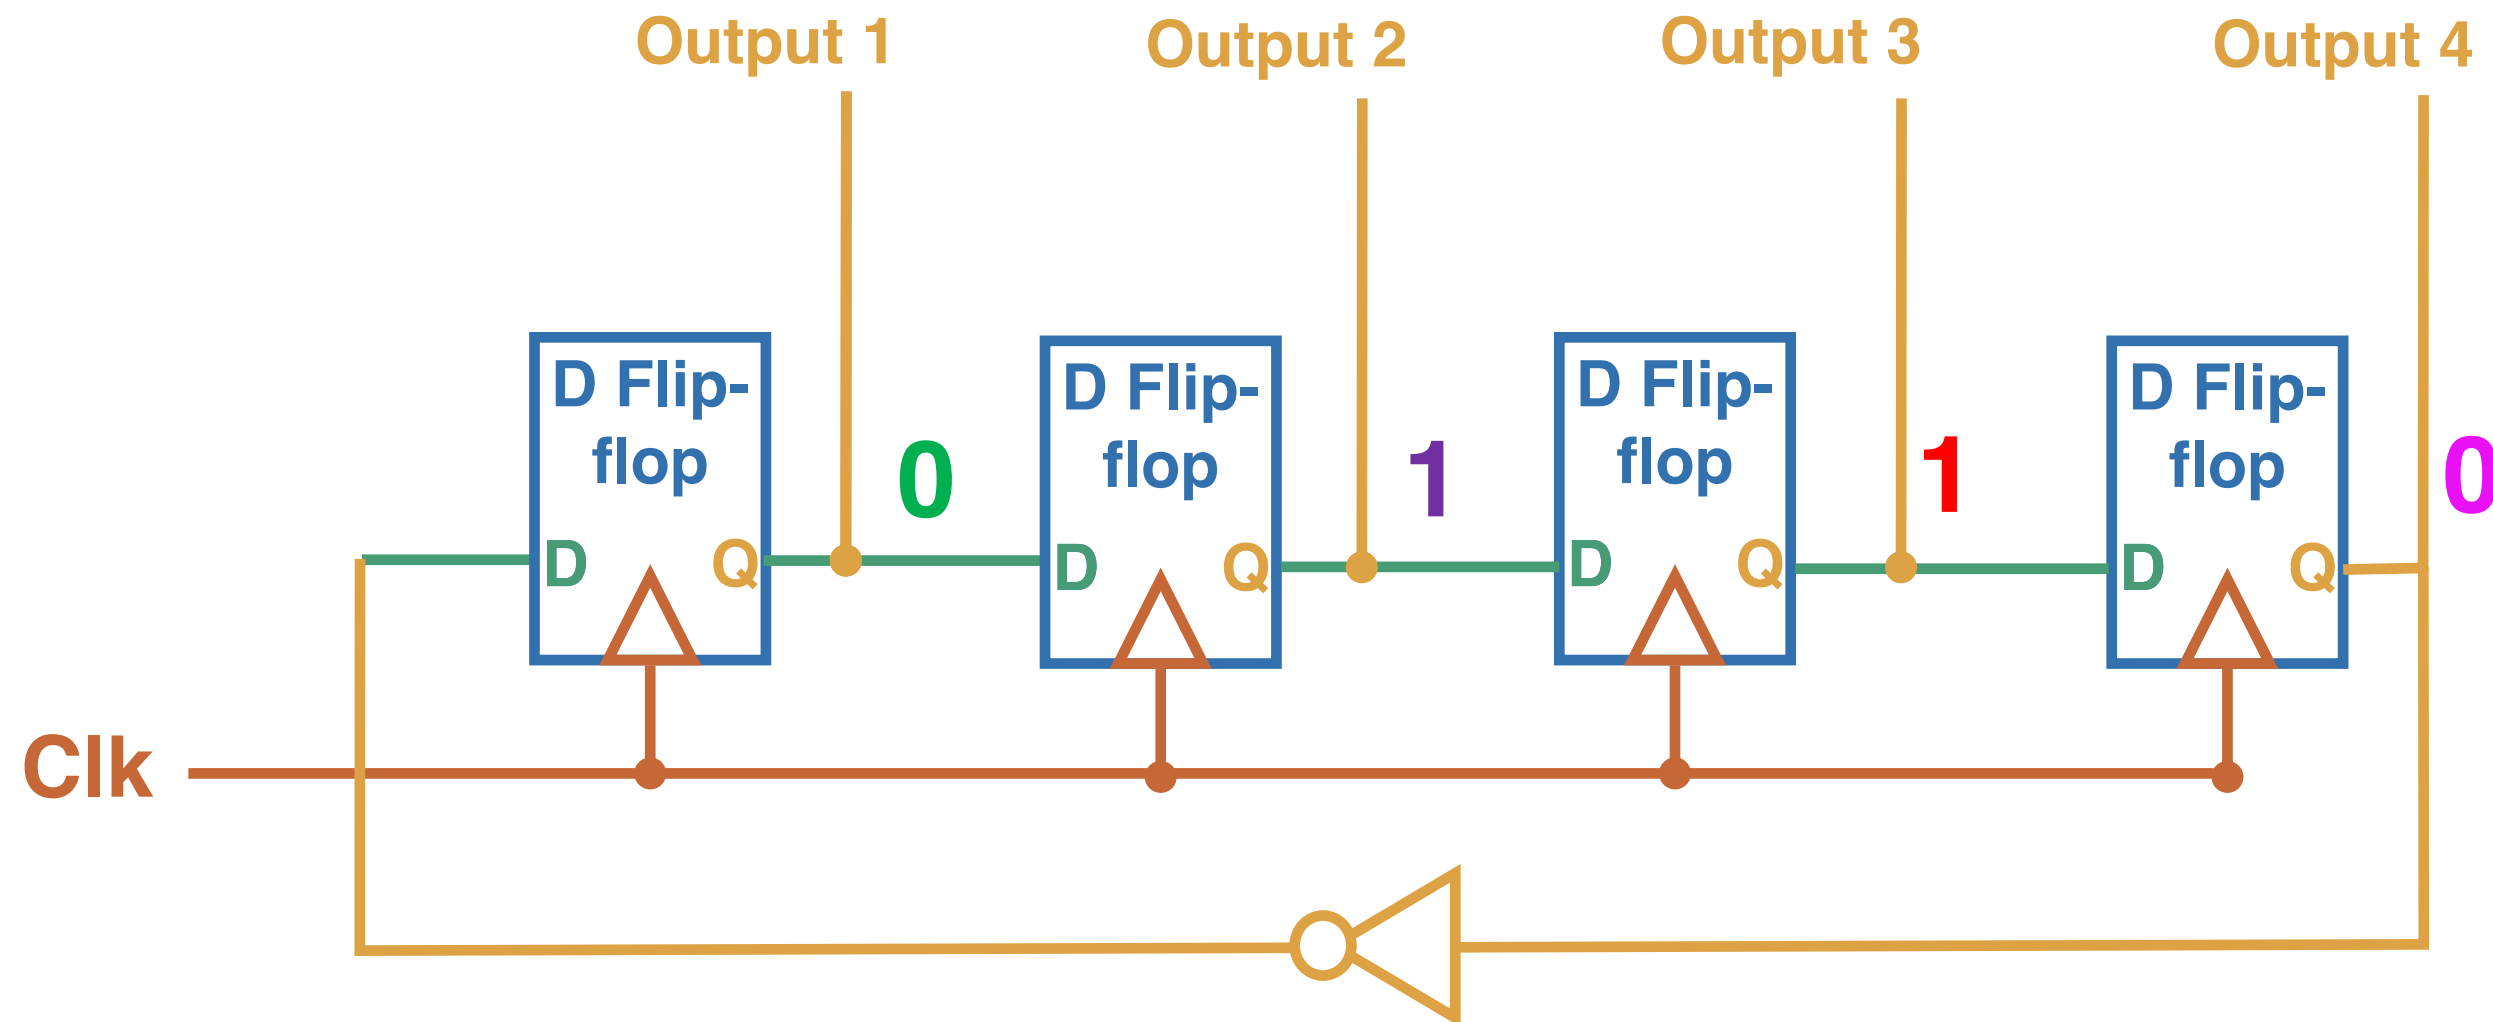 Output 1
Output 2
Output 3
Output 4
D Flip-
flop
D Flip-
flop
D Flip-
flop
D Flip-
flop
0
1
1
0
D
Q
D
Q
D
Q
D
Q
Clk